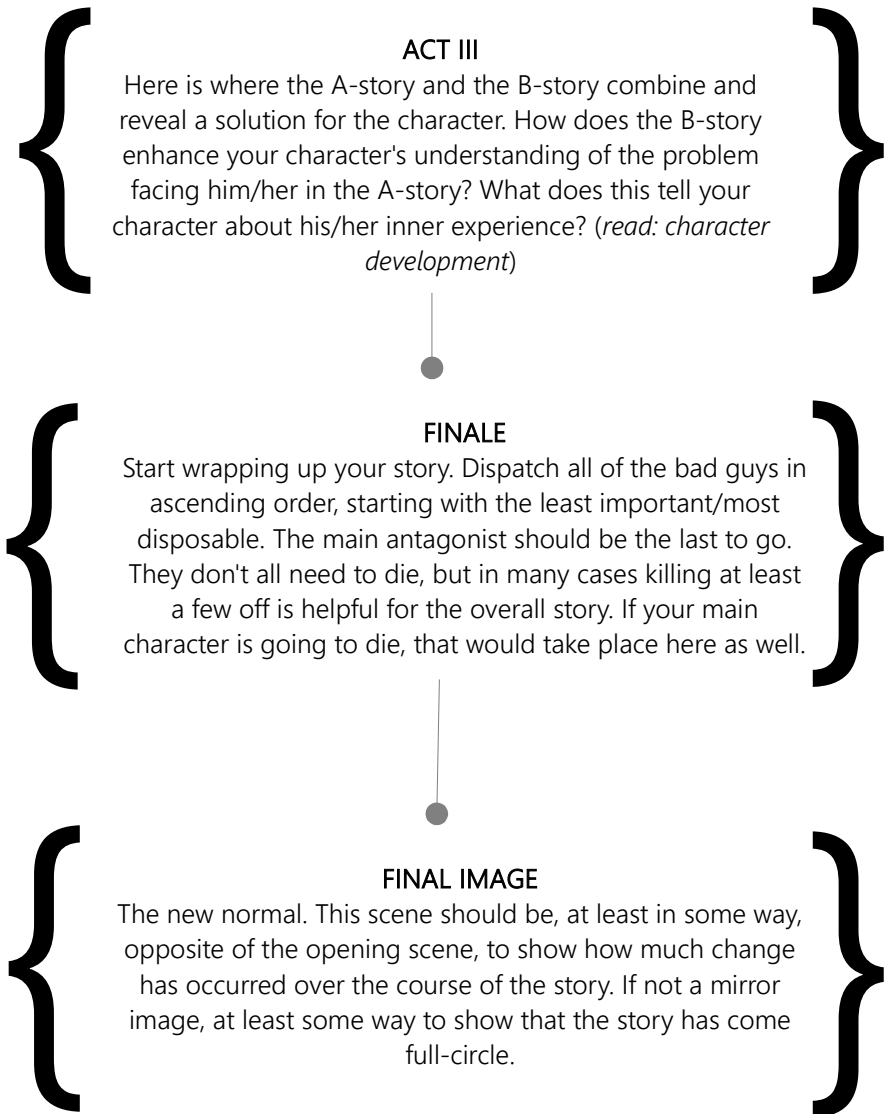 ACT III
Here is where the A-story and the B-story combine and
reveal a solution for the character. How does the B-story
enhance your character's understanding of the problem
facing him/her in the A-story? What does this tell your
character about his/her inner experience? (read: character
development)
FINALE
Start wrapping up your story. Dispatch all of the bad guys in
ascending order, starting with the least important/most
disposable. The main antagonist should be the last to go.
They don't all need to die, but in many cases killing at least
a few off is helpful for the overall story. If your main
character is going to die, that would take place here as well.
FINAL IMAGE
The new normal. This scene should be, at least in some way,
opposite of the opening scene, to show how much change
has occurred over the course of the story. If not a mirror
image, at least some way to show that the story has come
full-circle.